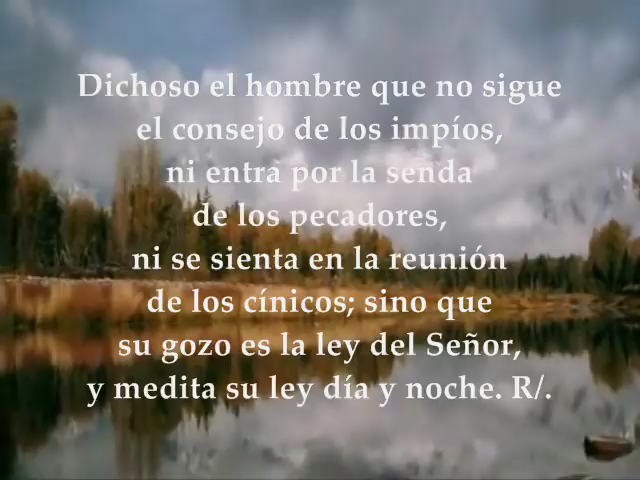 Dichoso el hombre que no sigue
el consejo de los impíos,
ni entra por la senda
de los pecadores,
ni se sienta en la reunión
de los cínicos; sino que
su gozo es la ley del Señor,
y medita su ley día y noche. R/.